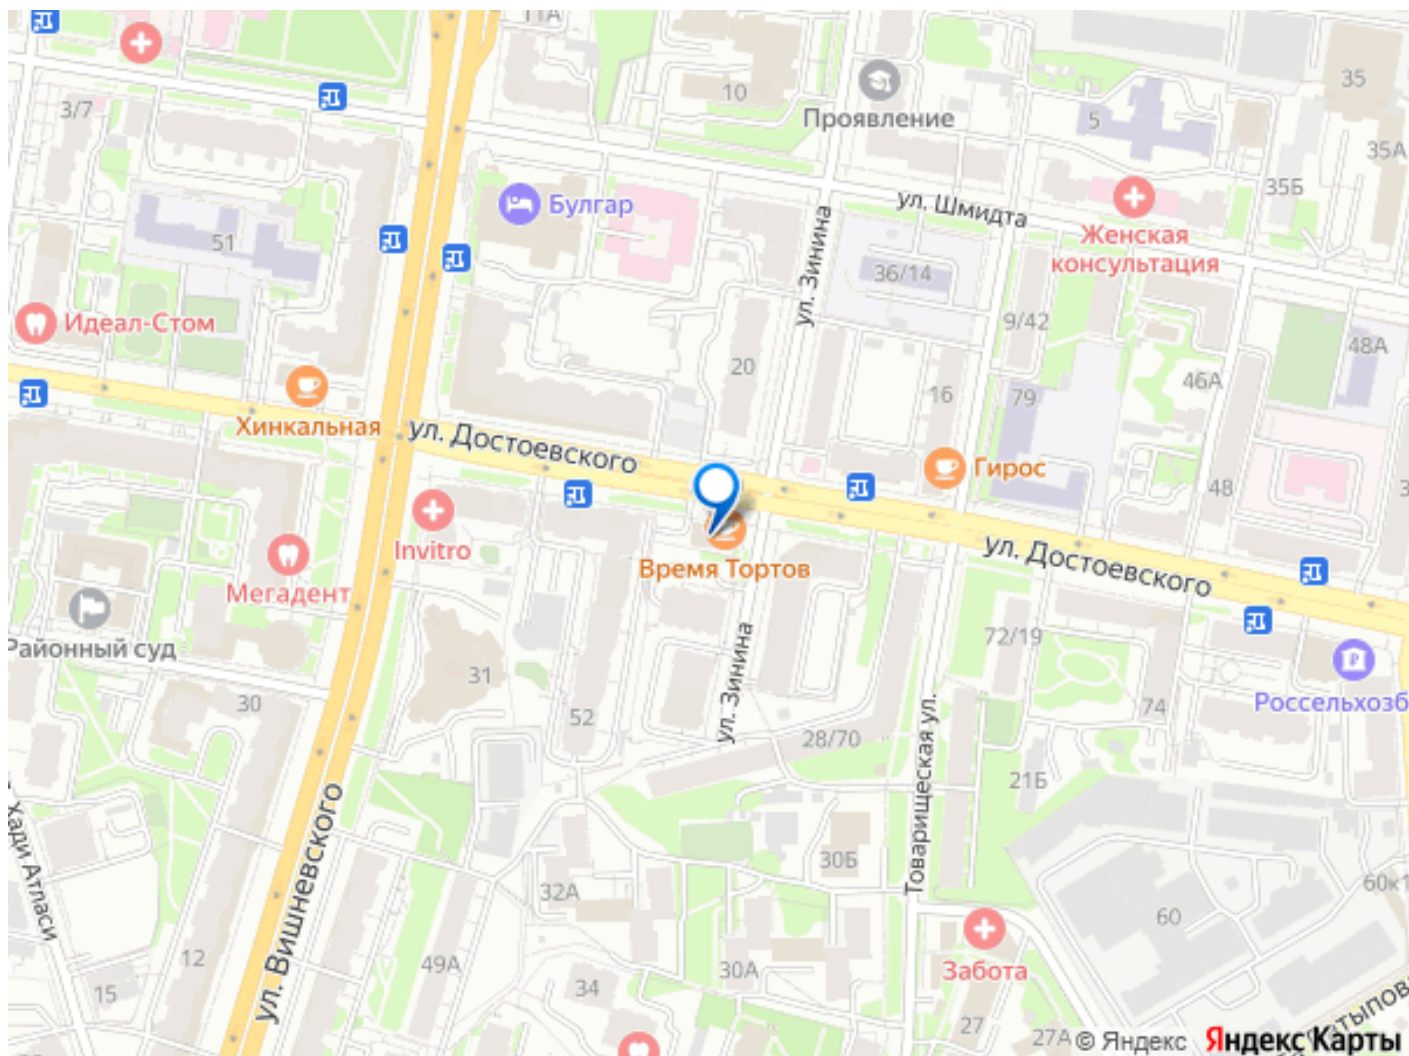 11А
10
35
3/7
Проявление
5
35А
35Б
ул. Шмидта
Булгар
Женская
консультация
51
ул. Зинина
36/14
Идеал-Стом
9/42
48А
20
46А
16
79
Хинкальная
ул. Достоевского
Гирос
48
Invitro
Время Тортов
ул. Достоевского
Мегадент
Районный суд
72/19
31
ул. Зинина
30
Россельхозб
52
74
28/70
Товарищеская ул.
21Б
Хади Атласи
ул. Вишневского
30Б
32А
60
12
49А
Забота
30А
15
34
27
27А
© Яндекс
Яндекс Карты